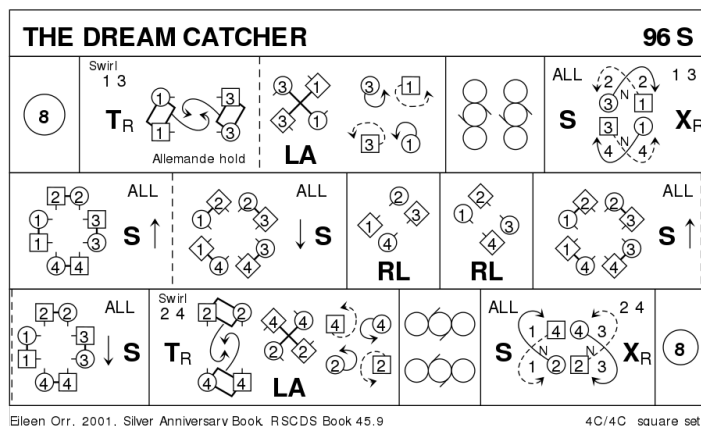 THE DREAM CATCHER 96 S
8
Swirl
1 3
1 3
T R
1 3
Allemande hold
3 1
3 1
LA
3 1
3 1
ALL 1 3
2 2
3 N 1
S X R
3 N 1
4 4
2 2 ALL
1 3
1 3
S
4 4
2 2
1 3
1 3
4 4
S
2
1 3
4
RL
2
1 3
4
RL
2 2 ALL
1 3
1 3
4 4
S
2 2 ALL
1 3
1 3
S
4 4
Swirl
2 4
2 2
T R
4 4
4 4
2 2
LA
4 4
2 2
ALL 2 4
1 4 4 3
S N N X R
1 2 2 3
8
Eileen Orr, 2001, Silver Anniversary Book, RSCDS Book 45.9 4C/4C square set